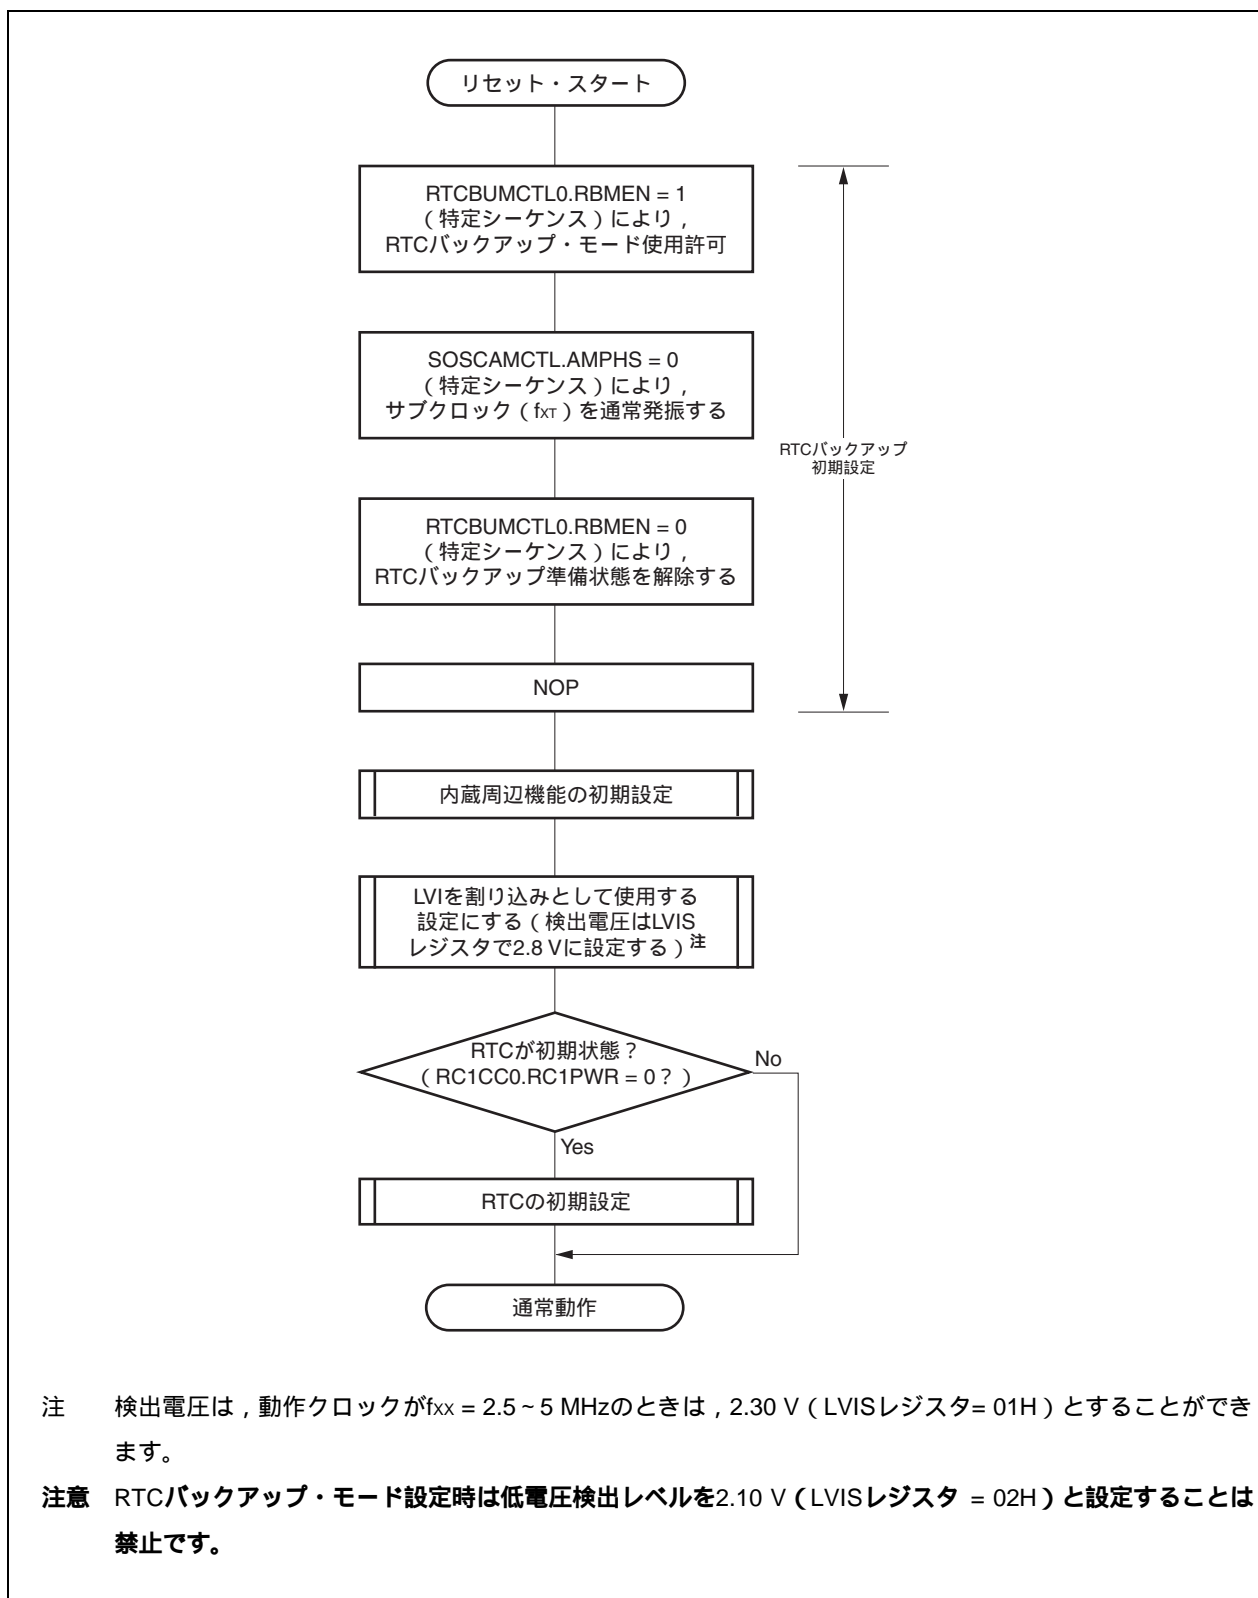 リセット・スタート
RTCBUMCTL0.RBMEN = 1
（特定シーケンス）により，
RTCバックアップ・モード使用許可
SOSCAMCTL.AMPHS = 0
（特定シーケンス）により，
サブクロック（fXT）を通常発振する
RTCバックアップ
初期設定
RTCBUMCTL0.RBMEN = 0
（特定シーケンス）により，
RTCバックアップ準備状態を解除する
NOP
内蔵周辺機能の初期設定
LVIを割り込みとして使用する
設定にする（検出電圧はLVIS
レジスタで2.8 Vに設定する）注
RTCが初期状態？
（RC1CC0.RC1PWR = 0？）
No
Yes
RTCの初期設定
通常動作
注　検出電圧は，動作クロックがfXX = 2.5～5 MHzのときは，2.30 V（LVISレジスタ= 01H）とすることができ
ます。
注意　RTCバックアップ・モード設定時は低電圧検出レベルを2.10 V（LVISレジスタ = 02H）と設定することは
禁止です。